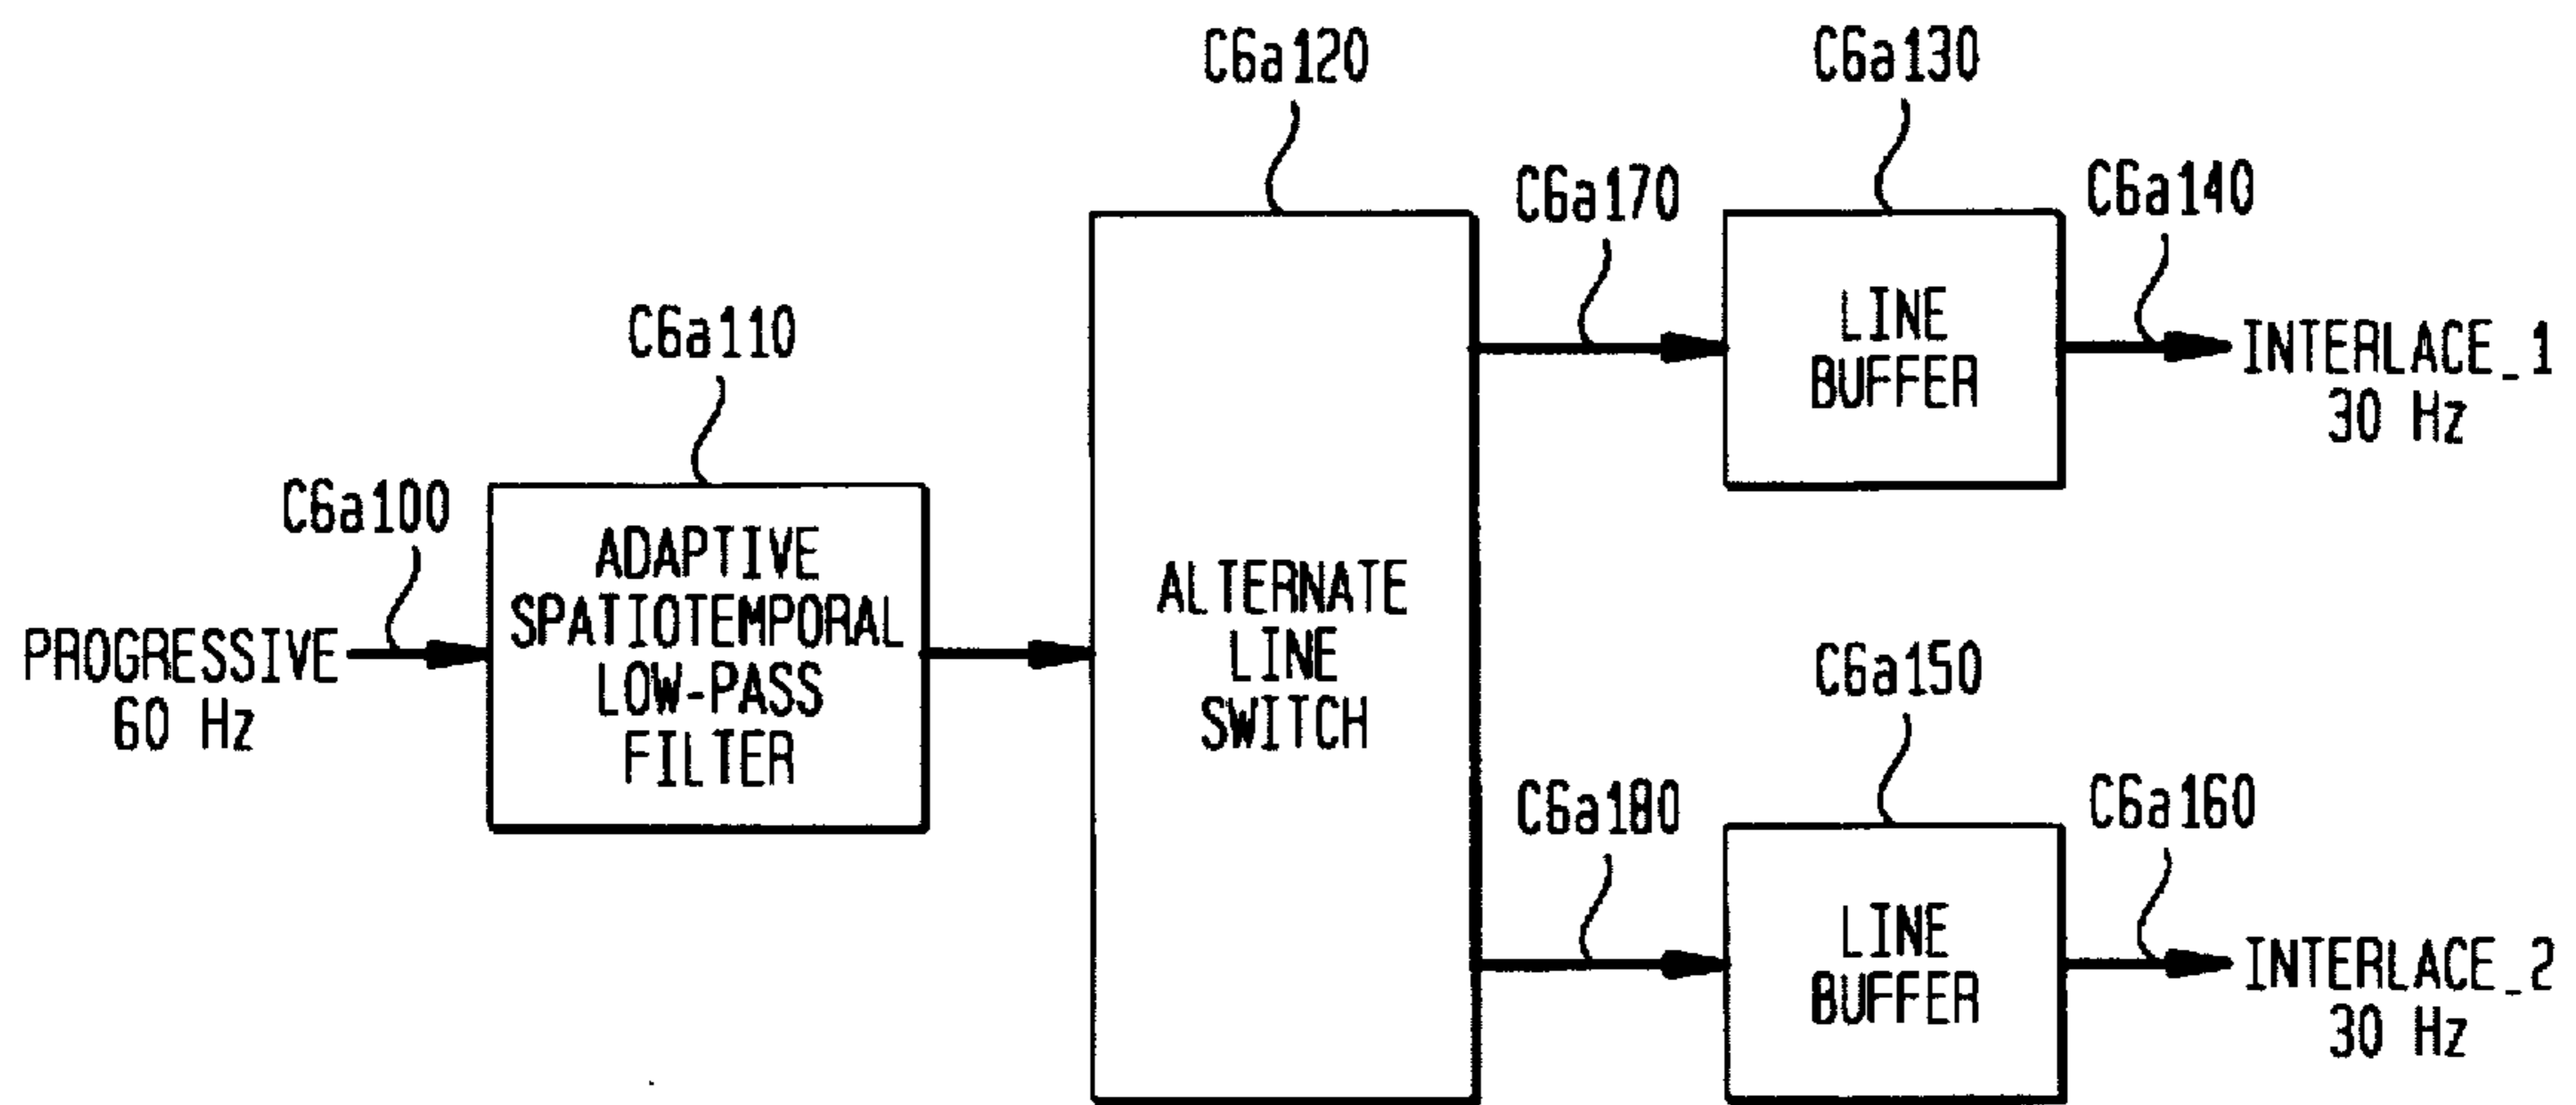 C6a120
C6a130
C6a170
C6a140
C6a110
LINE
BUFFER
INTERLACE_1
30 Hz
C6a100
ADAPTIVE
SPATIOTEMPORAL
LOW-PASS
FILTER
PROGRESSIVE
60 Hz
ALTERNATE
LINE
SWITCH
C6a150
C6a180
C6a160
LINE
BUFFER
INTERLACE_2
30 Hz